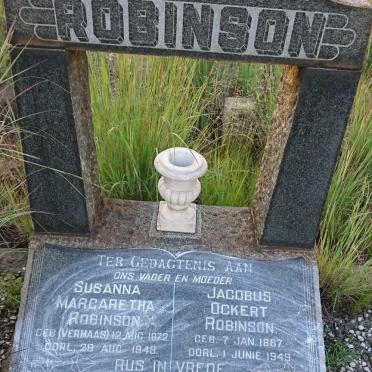 ROBINSON
TER GEDAGTENIS AAN
ONS VADER EN MOEDER
SUSANNA
MARGARETHA
ROBINSON
GEB (VERMAAS) 12 AUG 1872
OORL. 28 AUG 1948
JACOBUS
OCKERT
ROBINSON.
GEB. 7 JAN. 1867
OORL. 1 JUNIE 1949
RUS IN VREDE